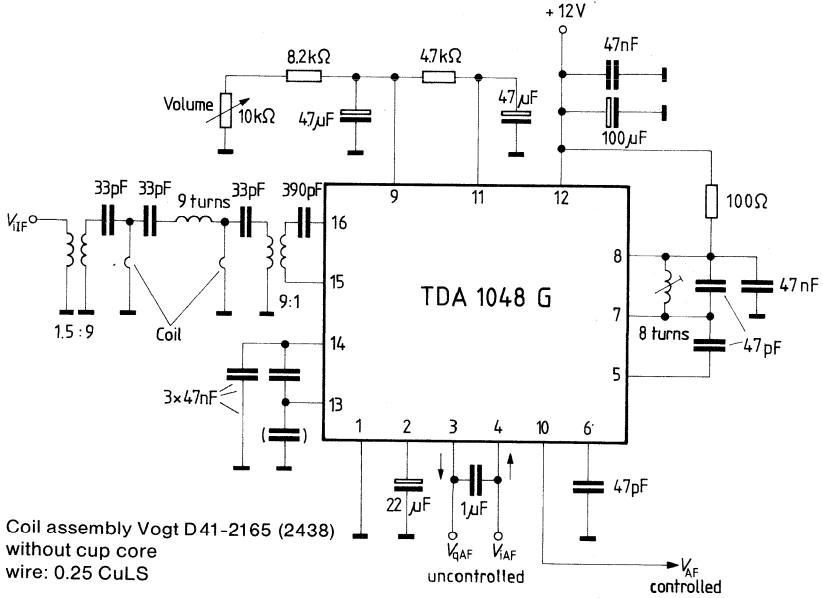 +12V
8.2kΩ
4.7kΩ
47nF
Volume
10kΩ
47µF
47µF
100µF
33pF
33pF
9 turns
33pF
390pF
9
11
12
100Ω
ViIF
16
8
15
TDA 1048 G
47nF
9:1
7
8 turns
1.5:9
Coil
14
47pF
5
3×47nF
13
( )
1
2
3
4
10
6
22 µF
1µF
47pF
Coil assembly Vogt D41-2165 (2438)
without cup core
wire: 0.25 CuLS
VqAF
ViAF
uncontrolled
VAF
controlled